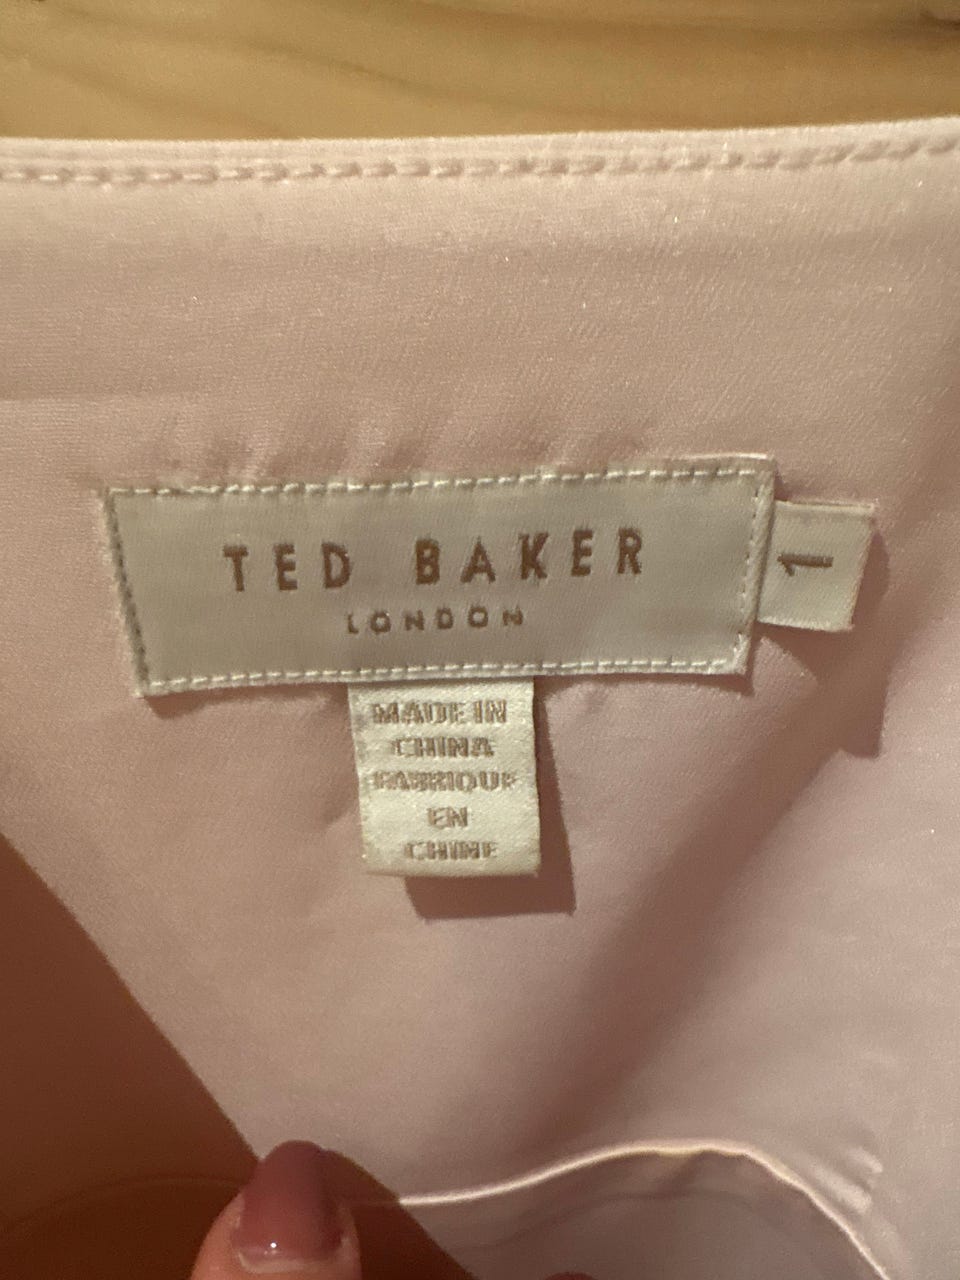 TED BAKER
LONDON
1
MADE IN
CHINA
FABRIQUE
EN
CHINE